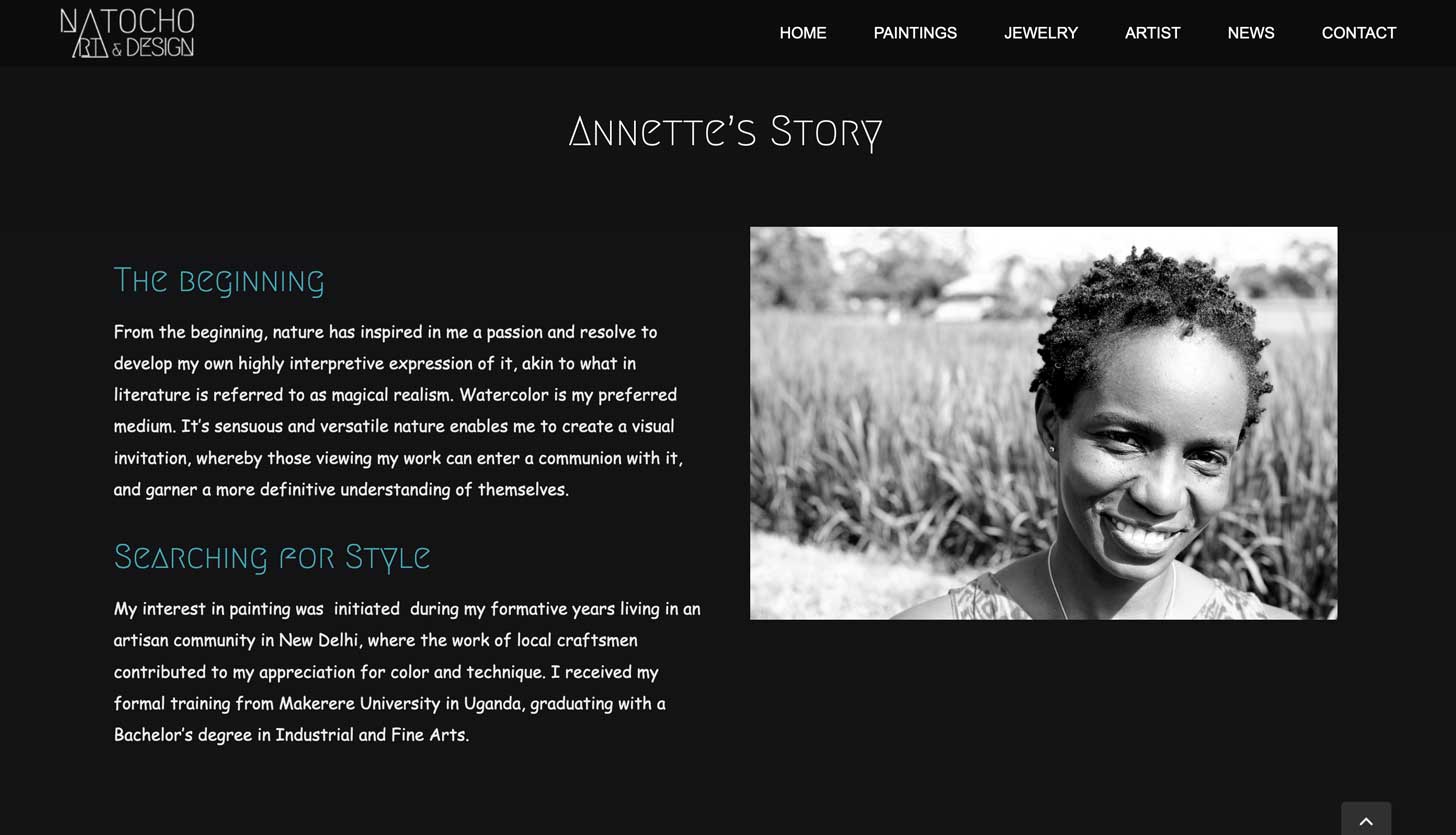 NATOCHO
ART & DESIGN
HOME PAINTINGS JEWELRY ARTIST NEWS CONTACT
Annette's Story
The beginning
From the beginning, nature has inspired in me a passion and resolve to
develop my own highly interpretive expression of it, akin to what in
literature is referred to as magical realism. Watercolor is my preferred
medium. It's sensuous and versatile nature enables me to create a visual
invitation, whereby those viewing my work can enter a communion with it,
and garner a more definitive understanding of themselves.
Searching for Style
My interest in painting was  initiated  during my formative years living in an
artisan community in New Delhi, where the work of local craftsmen
contributed to my appreciation for color and technique. I received my
formal training from Makerere University in Uganda, graduating with a
Bachelor's degree in Industrial and Fine Arts.